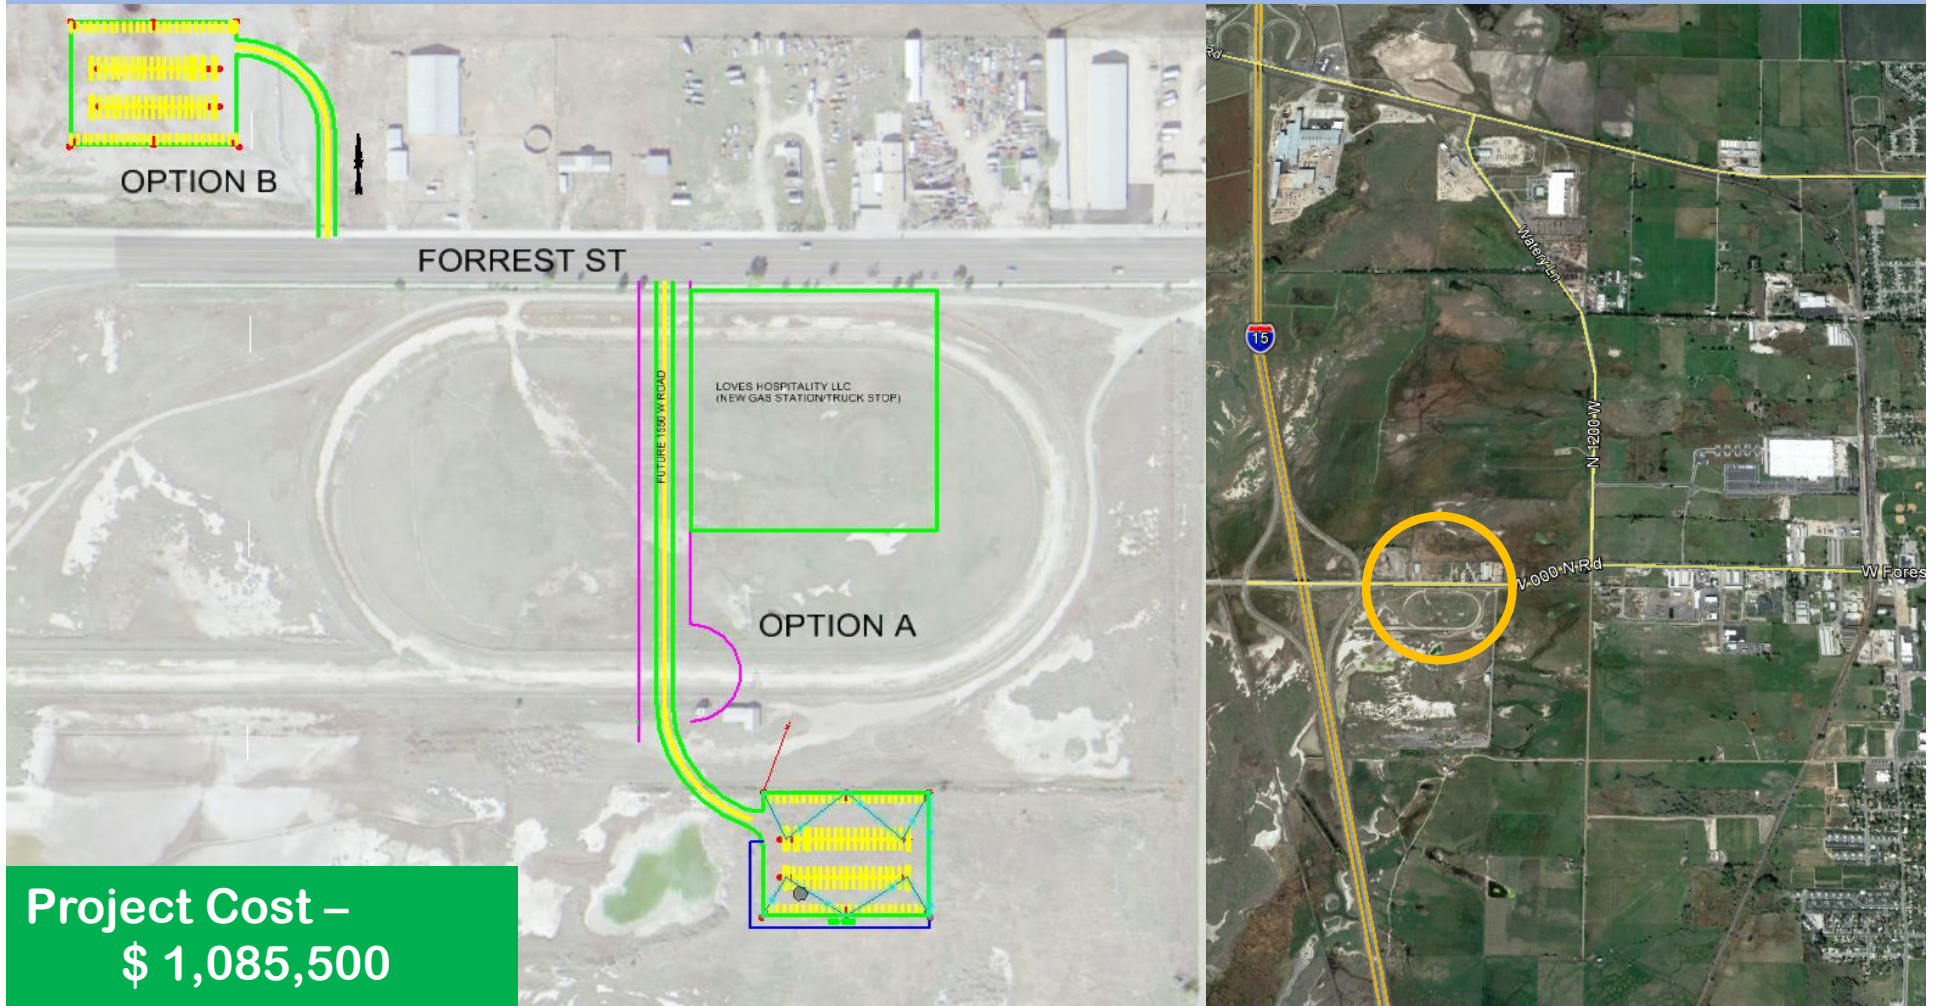 OPTION B
FORREST ST
FUTURE 1550 W ROAD
LOVES HOSPITALITY LLC
(NEW GAS STATION/TRUCK STOP)
OPTION A
Project Cost –
$ 1,085,500
Rd
Watery Ln
15
N 1200 W
W 000 N Rd
W Fores